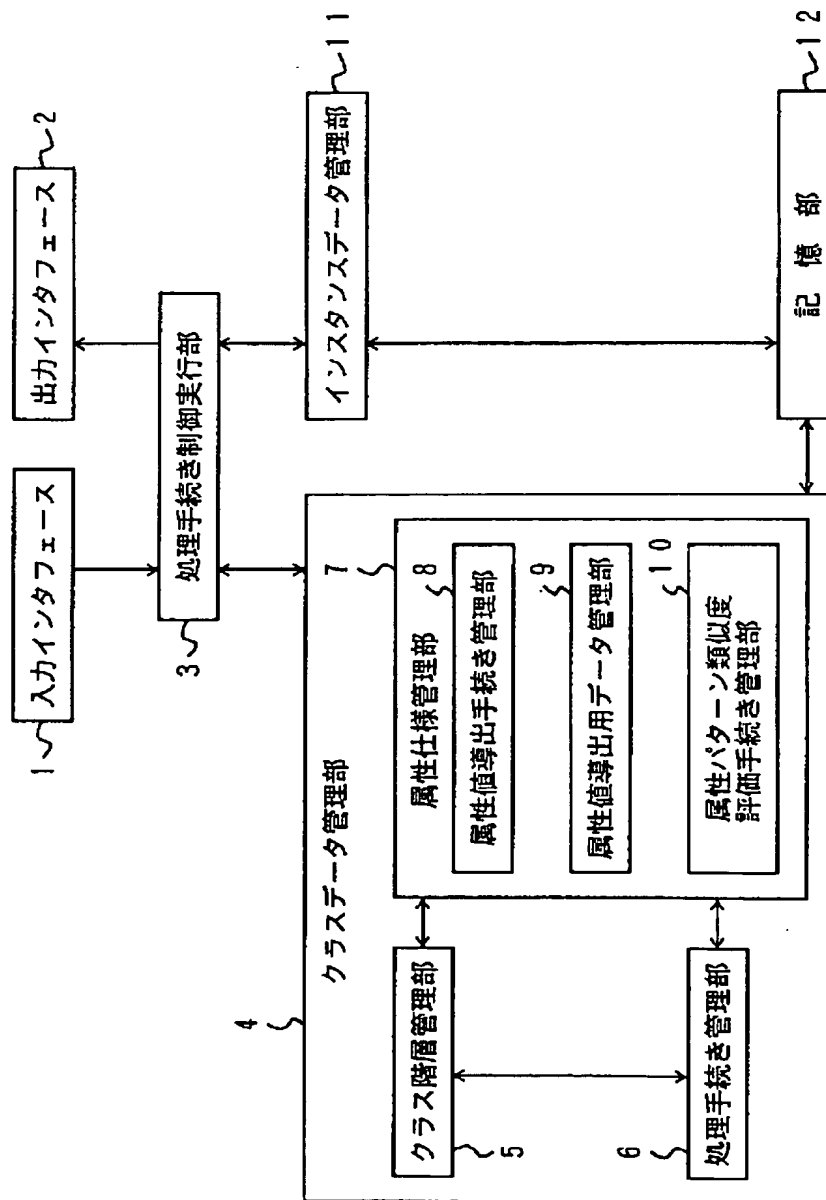 1
入力インタフェース
出力インタフェース
2
処理手続き制御実行部
3
インスタンスデータ管理部
11
4
クラスデータ管理部
クラス階層管理部
5
処理手続き管理部
6
7
属性仕様管理部
8
属性値導出手続き管理部
9
属性値導出用データ管理部
10
属性パターン類似度
評価手続き管理部
記憶部
12